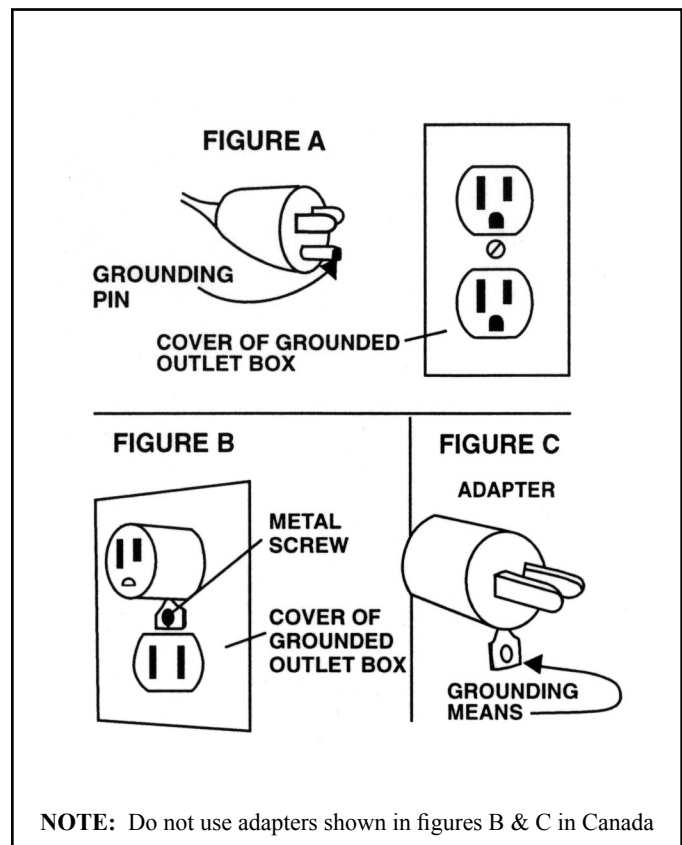 FIGURE A
GROUNDING
PIN
COVER OF GROUNDED
OUTLET BOX
FIGURE B
METAL
SCREW
COVER OF
GROUNDED
OUTLET BOX
FIGURE C
ADAPTER
GROUNDING
MEANS
NOTE: Do not use adapters shown in figures B & C in Canada